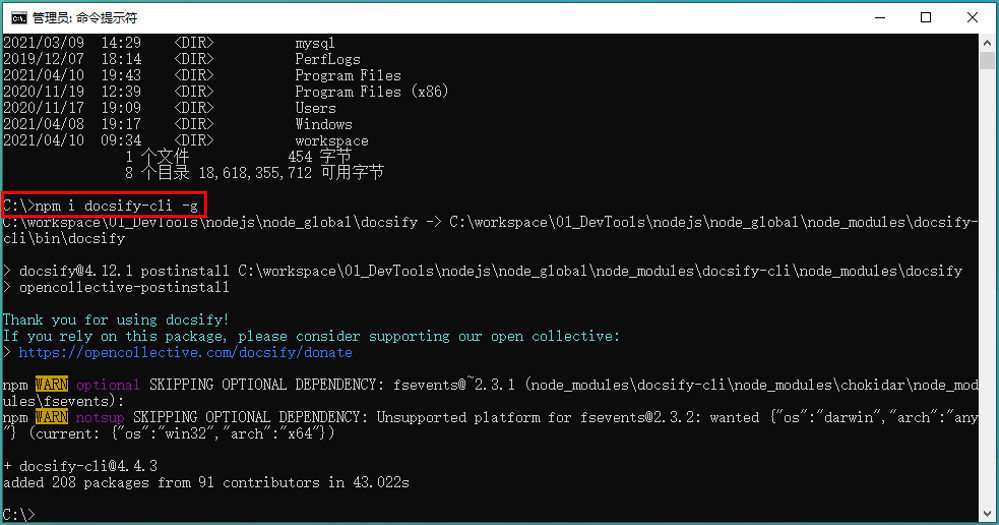 管理员: 命令提示符
2021/03/09  14:29    <DIR>          mysql
2019/12/07  18:14    <DIR>          PerfLogs
2021/04/10  19:43    <DIR>          Program Files
2020/11/19  12:39    <DIR>          Program Files (x86)
2020/11/17  19:09    <DIR>          Users
2021/04/08  19:17    <DIR>          Windows
2021/04/10  09:34    <DIR>          workspace
1 个文件            454 字节
8 个目录 18,618,355,712 可用字节
C:\>npm i docsify-cli -g
C:\workspace\01_DevTools\nodejs\node_global\docsify -> C:\workspace\01_DevTools\nodejs\node_global\node_modules\docsify-
cli\bin\docsify
> docsify@4.12.1 postinstall C:\workspace\01_DevTools\nodejs\node_global\node_modules\docsify-cli\node_modules\docsify
> opencollective-postinstall
Thank you for using docsify!
If you rely on this package, please consider supporting our open collective:
> https://opencollective.com/docsify/donate
npm WARN optional SKIPPING OPTIONAL DEPENDENCY: fsevents@~2.3.1 (node_modules\docsify-cli\node_modules\chokidar\node_mod
ules\fsevents):
npm WARN notsup SKIPPING OPTIONAL DEPENDENCY: Unsupported platform for fsevents@2.3.2: wanted {"os":"darwin","arch":"any
"} (current: {"os":"win32","arch":"x64"})
+ docsify-cli@4.4.3
added 208 packages from 91 contributors in 43.022s
C:\>